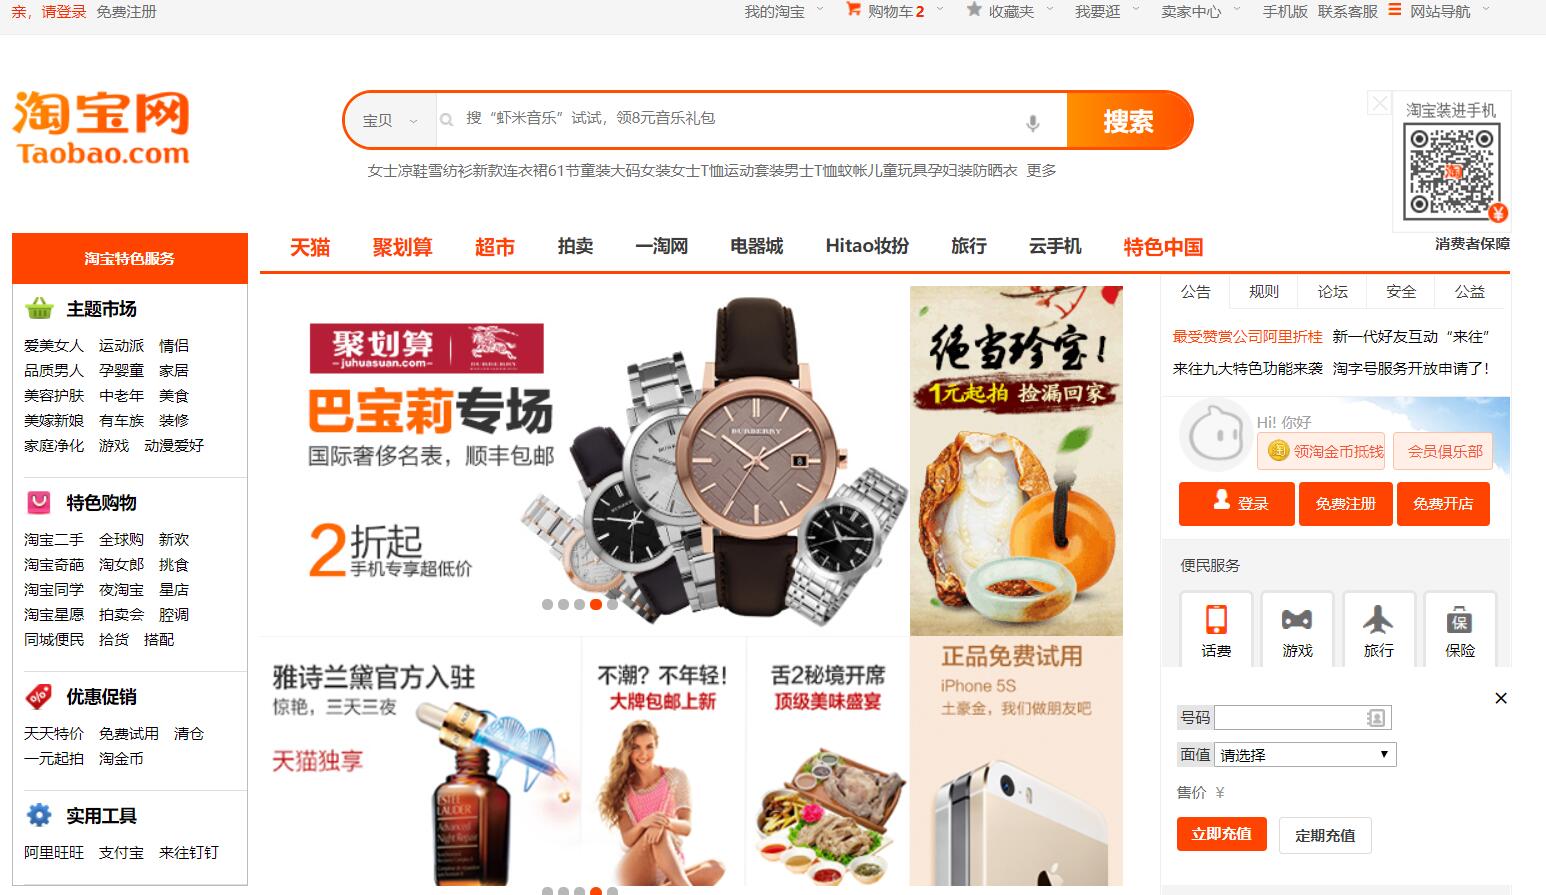 亲，请登录 免费注册
我的淘宝 购物车2 收藏夹 我要逛 卖家中心 手机版 联系客服 网站导航
淘宝网
Taobao.com
宝贝 搜“虾米音乐”试试，领8元音乐礼包 搜索
女士凉鞋雪纺衫新款连衣裙61节童装大码女装女士T恤运动套装男士T恤蚊帐儿童玩具孕妇装防晒衣 更多
淘宝装进手机
淘
消费者保障
淘宝特色服务
天猫 聚划算 超市 拍卖 一淘网 电器城 Hitao妆扮 旅行 云手机 特色中国
主题市场
爱美女人 运动派 情侣
品质男人 孕婴童 家居
美容护肤 中老年 美食
美嫁新娘 有车族 装修
家庭净化 游戏 动漫爱好
特色购物
淘宝二手 全球购 新欢
淘宝奇葩 淘女郎 挑食
淘宝同学 夜淘宝 星店
淘宝星愿 拍卖会 腔调
同城便民 拾货 搭配
优惠促销
天天特价 免费试用 清仓
一元起拍 淘金币
实用工具
阿里旺旺 支付宝 来往钉钉
聚划算
juhuasuan.com
BURBERRY
巴宝莉专场
国际奢侈名表，顺丰包邮
2折起
手机专享超低价
BURBERRY
绝当珍宝！
1元起拍 捡漏回家
雅诗兰黛官方入驻
惊艳，三天三夜
天猫独享
ESTEE
LAUDER
Advanced
Night Repair
不潮？不年轻！
大牌包邮上新
舌2秘境开席
顶级美味盛宴
正品免费试用
iPhone 5S
土豪金，我们做朋友吧
公告 规则 论坛 安全 公益
最受赞赏公司阿里折桂 新一代好友互动“来往”
来往九大特色功能来袭 淘字号服务开放申请了！
Hi! 你好
淘 领淘金币抵钱 会员俱乐部
登录 免费注册 免费开店
便民服务
保
话费 游戏 旅行 保险
号码
面值 请选择
售价 ¥
立即充值 定期充值